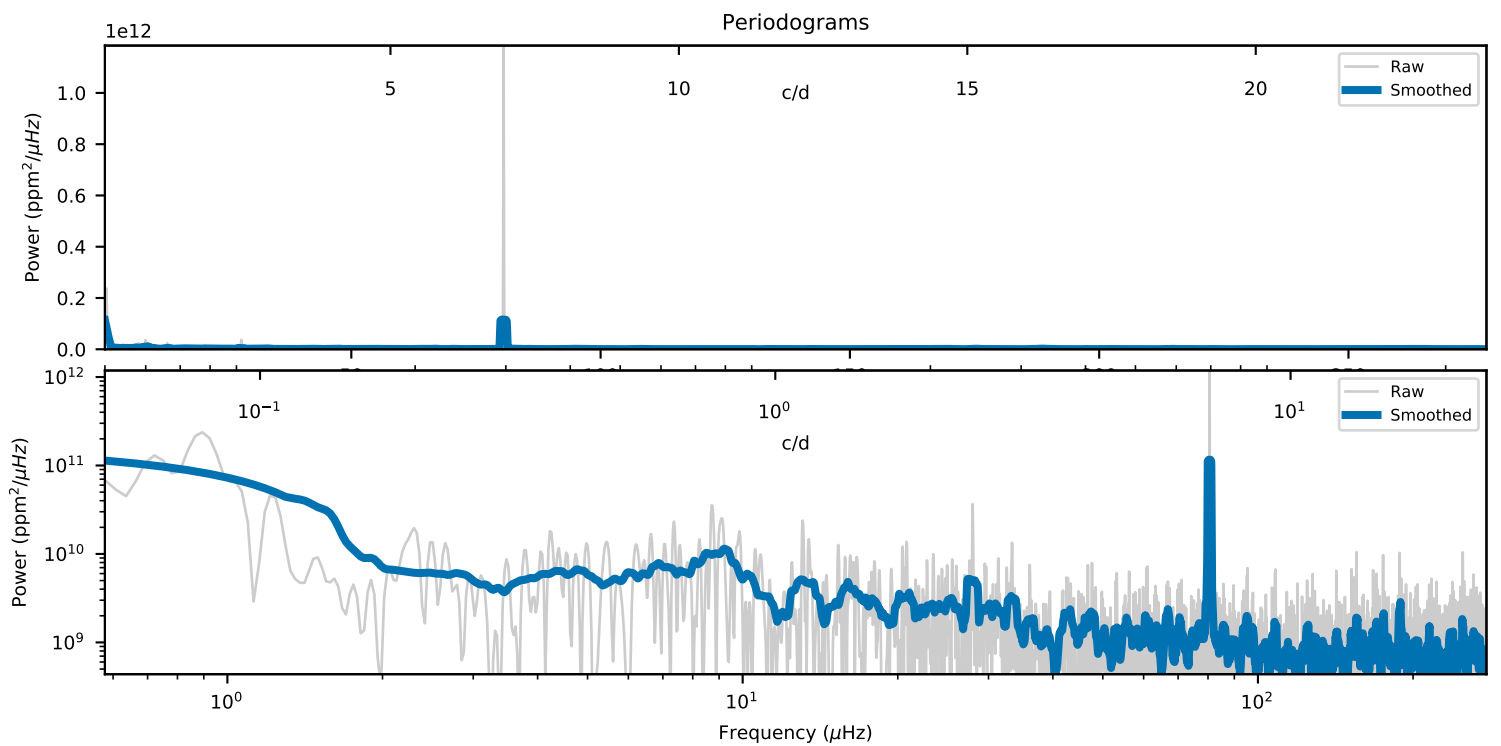 Periodograms
1e12
Raw
Smoothed
5
10
15
20
c/d
1.0
0.8
0.6
0.4
0.2
0.0
Power (ppm²/μHz)
10¹²
10¹¹
10¹⁰
10⁹
Power (ppm²/μHz)
Raw
Smoothed
10⁻¹
10⁰
10¹
c/d
10⁰
10¹
10²
Frequency (μHz)